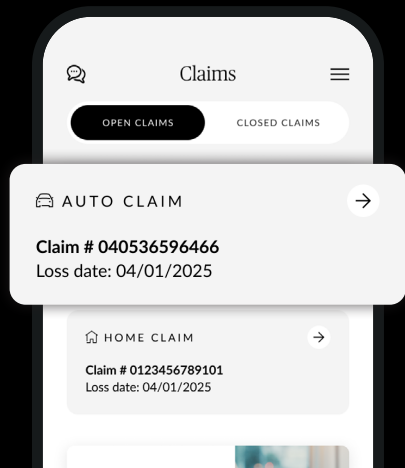 Claims
OPEN CLAIMS
CLOSED CLAIMS
AUTO CLAIM
Claim # 040536596466
Loss date: 04/01/2025
HOME CLAIM
Claim # 0123456789101
Loss date: 04/01/2025